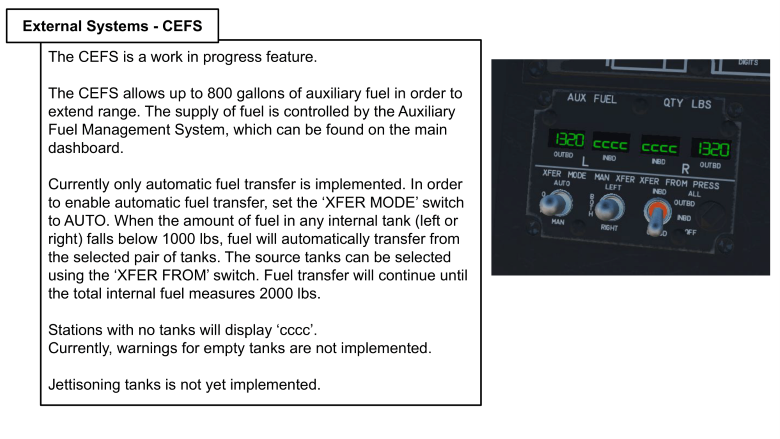 External Systems - CEFS
The CEFS is a work in progress feature.
The CEFS allows up to 800 gallons of auxiliary fuel in order to
extend range. The supply of fuel is controlled by the Auxiliary
Fuel Management System, which can be found on the main
dashboard.
Currently only automatic fuel transfer is implemented. In order
to enable automatic fuel transfer, set the 'XFER MODE' switch
to AUTO. When the amount of fuel in any internal tank (left or
right) falls below 1000 lbs, fuel will automatically transfer from
the selected pair of tanks. The source tanks can be selected
using the 'XFER FROM' switch. Fuel transfer will continue until
the total internal fuel measures 2000 lbs.
Stations with no tanks will display 'cccc'.
Currently, warnings for empty tanks are not implemented.
Jettisoning tanks is not yet implemented.
DIGITS
AUX FUEL QTY LBS
1320 cccc cccc 1320
OUTBD INBD INBD OUTBD
L R
XFER MODE MAN XFER XFER FROM PRESS
AUTO LEFT INBD ALL
BOTH OUTBD
INBD
MAN RIGHT OFF